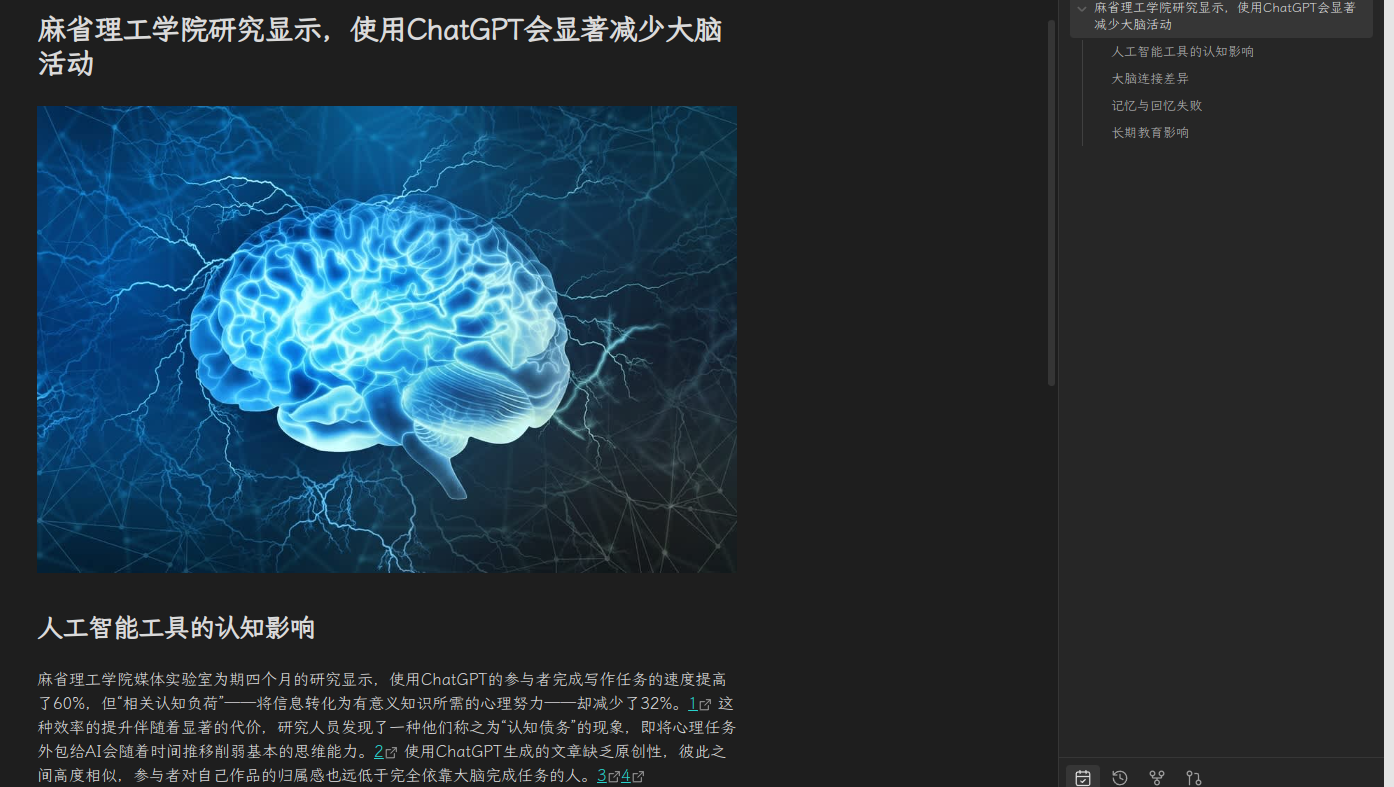 麻省理工学院研究显示，使用ChatGPT会显著减少大脑
活动
人工智能工具的认知影响
麻省理工学院媒体实验室为期四个月的研究显示，使用ChatGPT的参与者完成写作任务的速度提高
了60%，但“相关认知负荷”——将信息转化为有意义知识所需的心理努力——却减少了32%。1 这
种效率的提升伴随着显著的代价，研究人员发现了一种他们称之为“认知债务”的现象，即将心理任务
外包给AI会随着时间推移削弱基本的思维能力。2 使用ChatGPT生成的文章缺乏原创性，彼此之
间高度相似，参与者对自己作品的归属感也远低于完全依靠大脑完成任务的人。3 4
麻省理工学院研究显示，使用ChatGPT会显著
减少大脑活动
人工智能工具的认知影响
大脑连接差异
记忆与回忆失败
长期教育影响